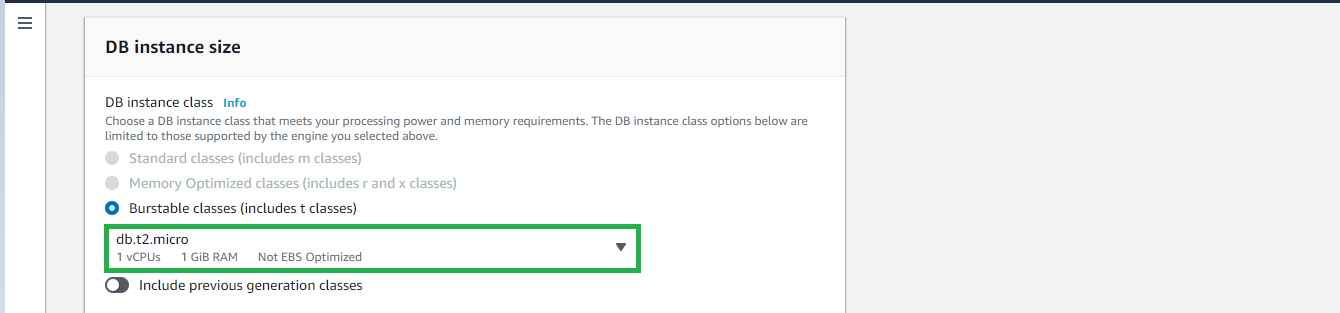 DB instance size
DB instance class Info
Choose a DB instance class that meets your processing power and memory requirements. The DB instance class options below are
limited to those supported by the engine you selected above.
Standard classes (includes m classes)
Memory Optimized classes (includes r and x classes)
Burstable classes (includes t classes)
db.t2.micro
1 vCPUs 1 GiB RAM Not EBS Optimized
Include previous generation classes